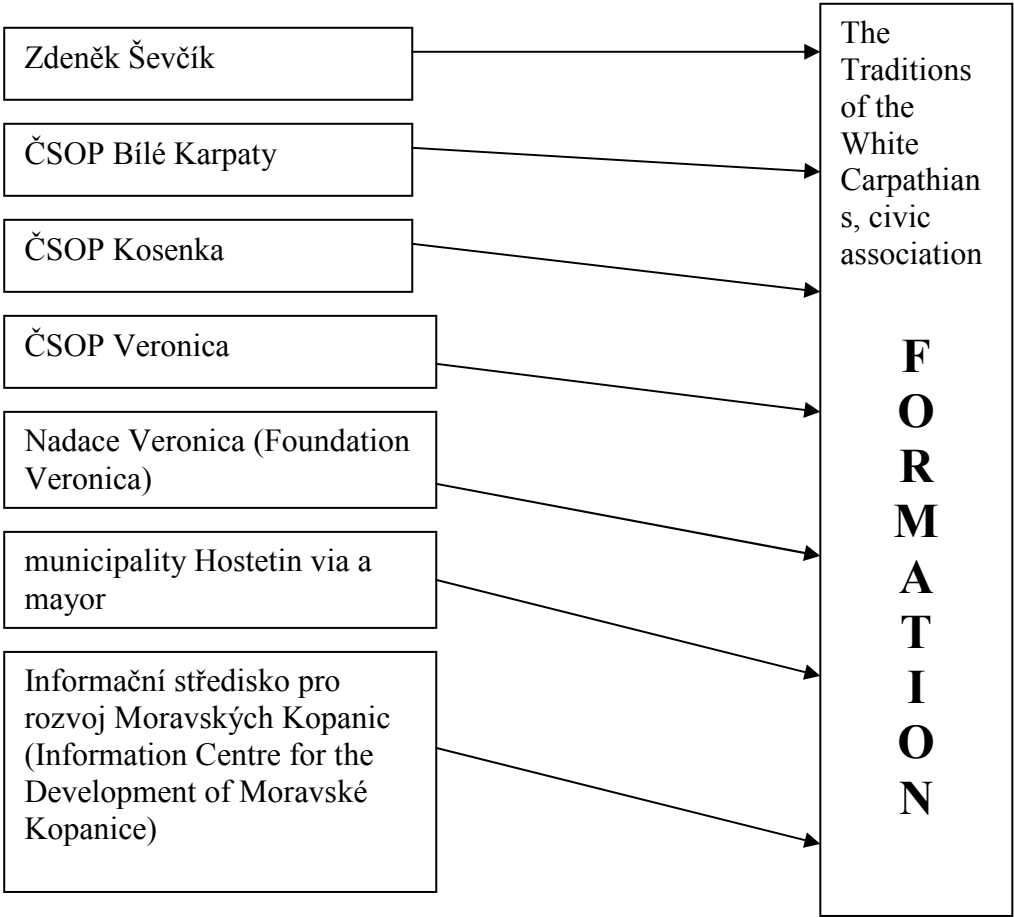 Zdeněk Ševčík
ČSOP Bílé Karpaty
ČSOP Kosenka
ČSOP Veronica
Nadace Veronica (Foundation
Veronica)
municipality Hostetin via a
mayor
Informační středisko pro
rozvoj Moravských Kopanic
(Information Centre for the
Development of Moravské
Kopanice)
The
Traditions
of the
White
Carpathian
s, civic
association
F
O
R
M
A
T
I
O
N